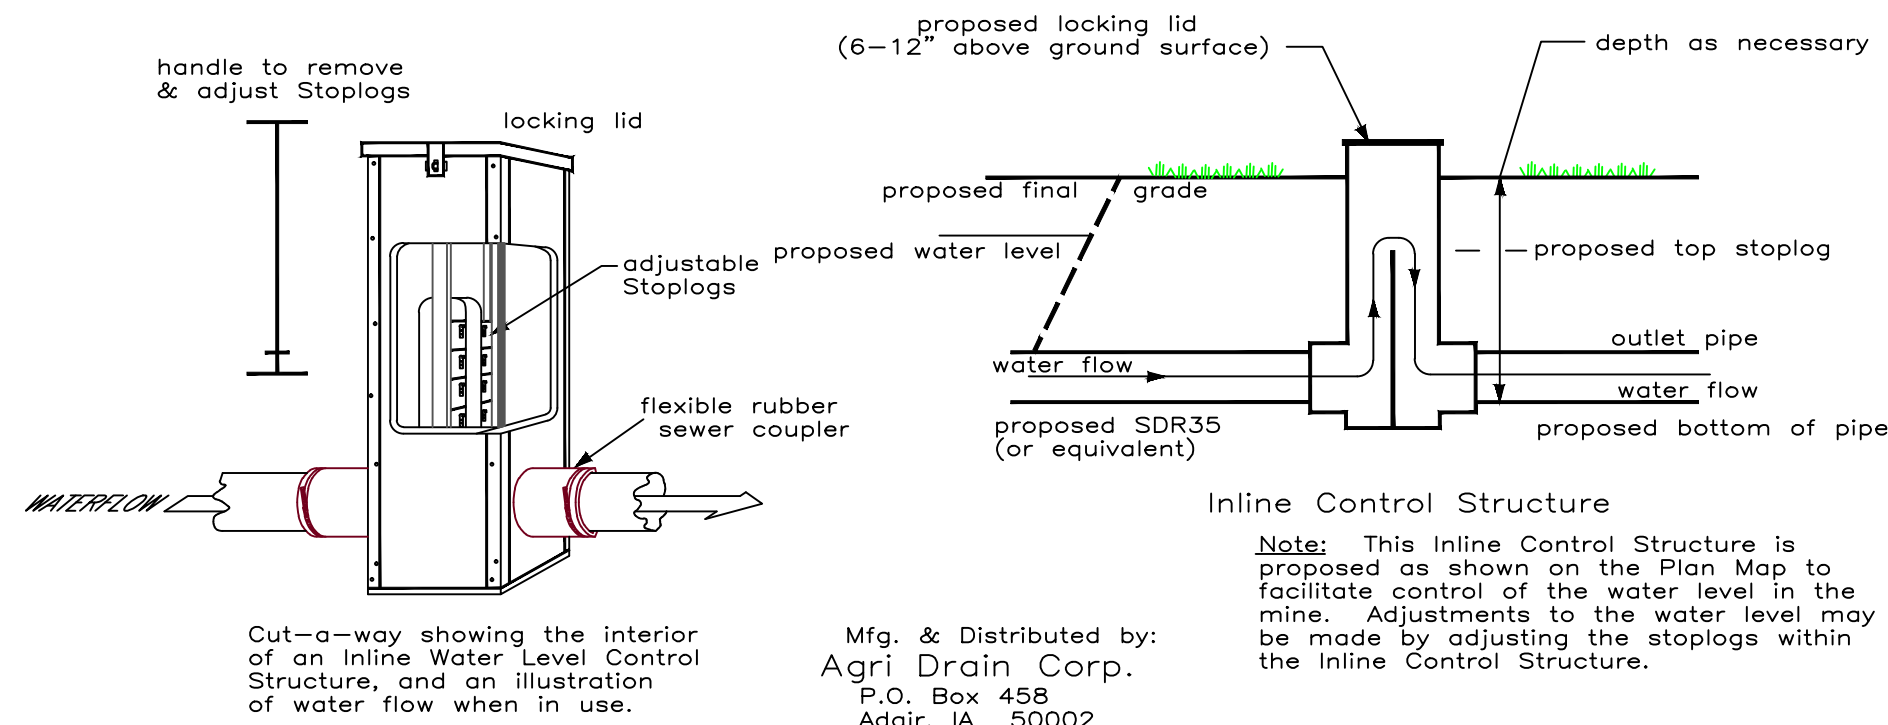 handle to remove
& adjust Stoplogs
locking lid
adjustable
Stoplogs
flexible rubber
sewer coupler
WATERFLOW
Cut-a-way showing the interior
of an Inline Water Level Control
Structure, and an illustration
of water flow when in use.
proposed locking lid
(6-12" above ground surface)
depth as necessary
proposed final grade
proposed water level
proposed top stoplog
outlet pipe
water flow
water flow
proposed SDR35
(or equivalent)
proposed bottom of pipe
Inline Control Structure
Note: This Inline Control Structure is
proposed as shown on the Plan Map to
facilitate control of the water level in the
mine. Adjustments to the water level may
be made by adjusting the stoplogs within
the Inline Control Structure.
Mfg. & Distributed by:
Agri Drain Corp.
P.O. Box 458
Adair, IA 50002